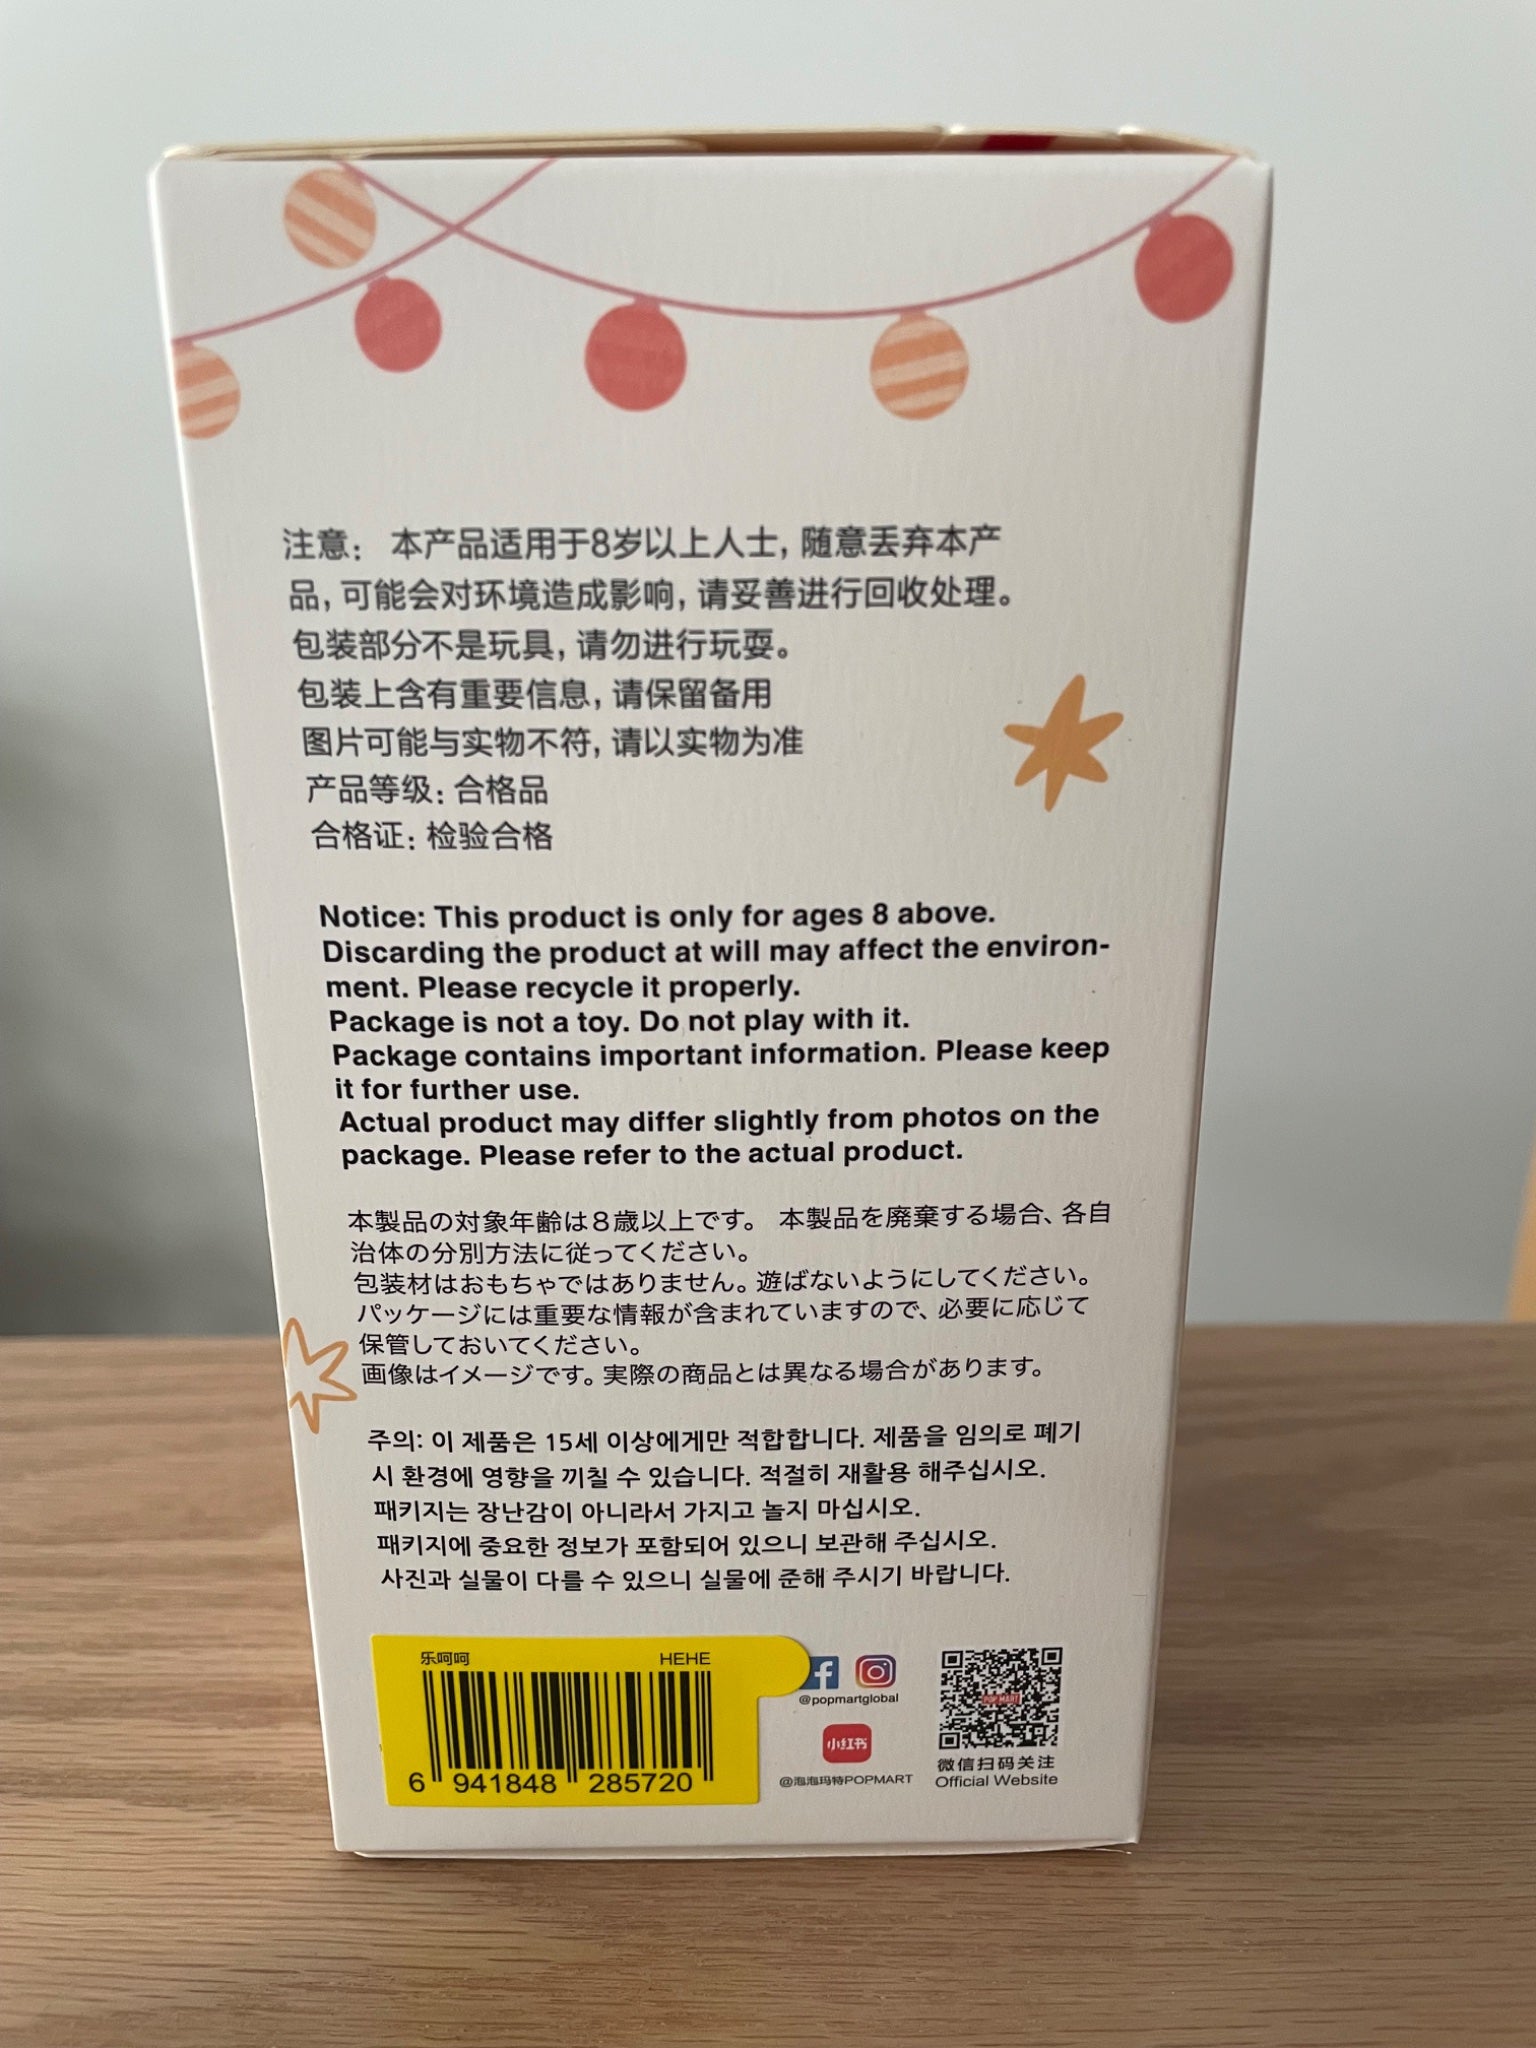 注意: 本产品适用于8岁以上人士, 随意丢弃本产
品, 可能会对环境造成影响, 请妥善进行回收处理。
包装部分不是玩具, 请勿进行玩耍。
包装上含有重要信息, 请保留备用
图片可能与实物不符, 请以实物为准
产品等级: 合格品
合格证: 检验合格
Notice: This product is only for ages 8 above.
Discarding the product at will may affect the environ-
ment. Please recycle it properly.
Package is not a toy. Do not play with it.
Package contains important information. Please keep
it for further use.
Actual product may differ slightly from photos on the
package. Please refer to the actual product.
本製品の対象年齢は8歳以上です。 本製品を廃棄する場合、各自
治体の分別方法に従ってください。
包装材はおもちゃではありません。遊ばないようにしてください。
パッケージには重要な情報が含まれていますので、必要に応じて
保管しておいてください。
画像はイメージです。実際の商品とは異なる場合があります。
주의: 이 제품은 15세 이상에게만 적합합니다. 제품을 임의로 폐기
시 환경에 영향을 끼칠 수 있습니다. 적절히 재활용 해주십시오.
패키지는 장난감이 아니라서 가지고 놀지 마십시오.
패키지에 중요한 정보가 포함되어 있으니 보관해 주십시오.
사진과 실물이 다를 수 있으니 실물에 준해 주시기 바랍니다.
乐呵呵 HEHE
6 941848 285720
@popmartglobal
小红书
@泡泡玛特POPMART
POP MART
微信扫码关注
Official Website